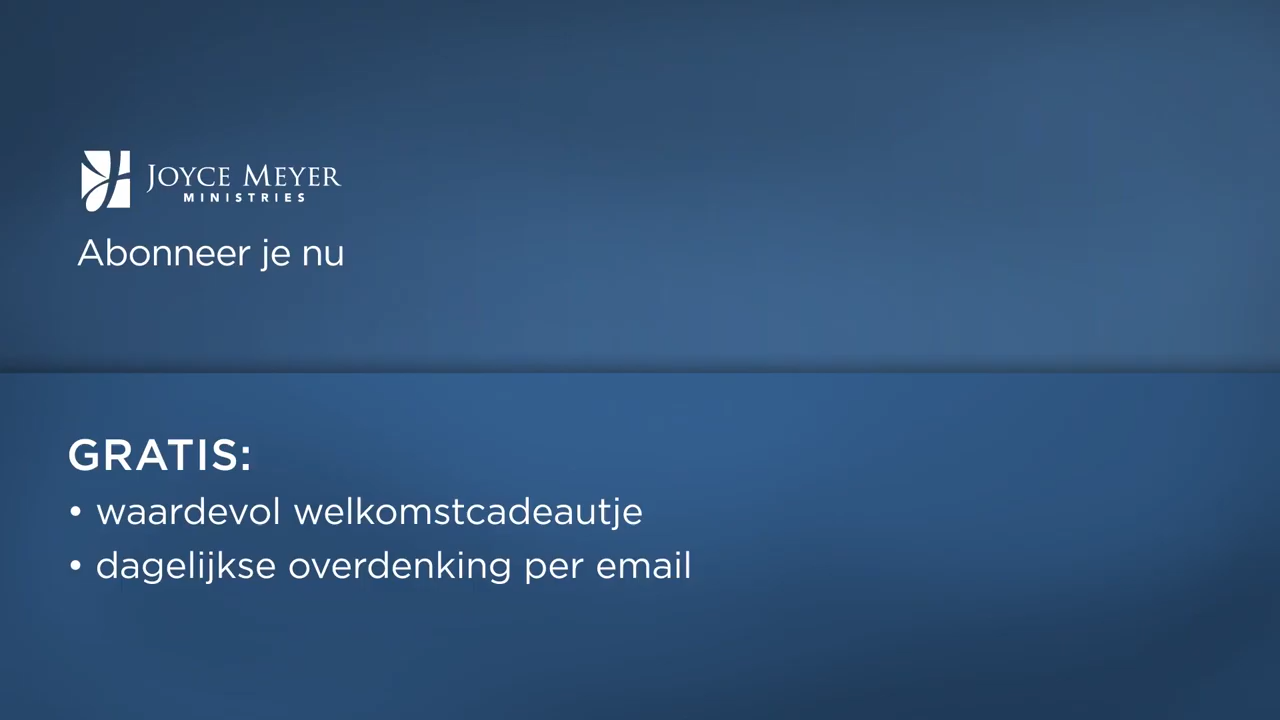 JOYCE MEYER
MINISTRIES
Abonneer je nu
GRATIS:
• waardevol welkomstcadeautje
• dagelijkse overdenking per email